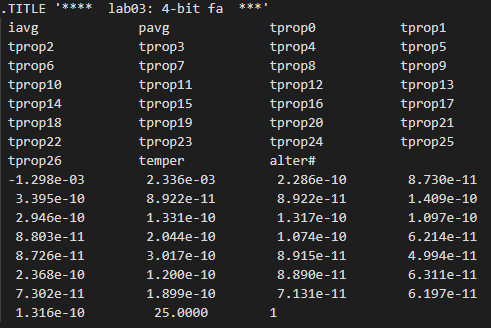 .TITLE '**** lab03: 4-bit fa ***'
iavg pavg tprop0 tprop1
tprop2 tprop3 tprop4 tprop5
tprop6 tprop7 tprop8 tprop9
tprop10 tprop11 tprop12 tprop13
tprop14 tprop15 tprop16 tprop17
tprop18 tprop19 tprop20 tprop21
tprop22 tprop23 tprop24 tprop25
tprop26 temper alter#
-1.298e-03 2.336e-03 2.286e-10 8.730e-11
3.395e-10 8.922e-11 8.922e-11 1.409e-10
2.946e-10 1.331e-10 1.317e-10 1.097e-10
8.803e-11 2.044e-10 1.074e-10 6.214e-11
8.726e-11 3.017e-10 8.915e-11 4.994e-11
2.368e-10 1.200e-10 8.890e-11 6.311e-11
7.302e-11 1.899e-10 7.131e-11 6.197e-11
1.316e-10 25.0000 1